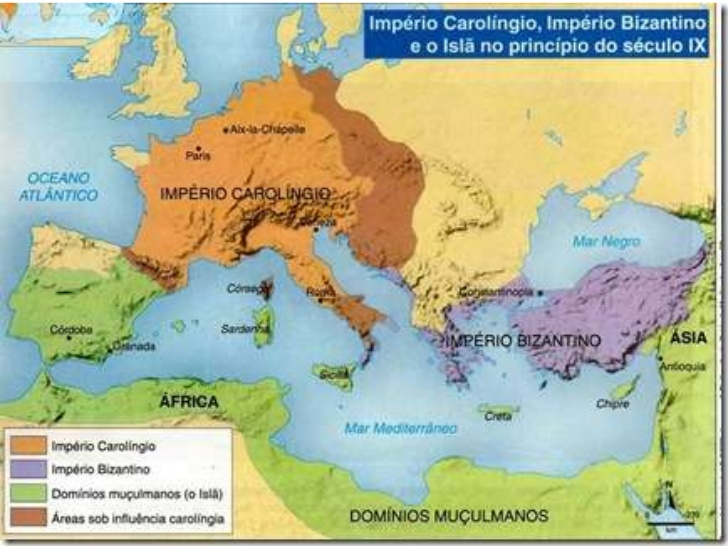 Império Carolíngio, Império Bizantino
e o Islã no princípio do século IX
Aix-la-Chapelle
Paris
OCEANO
ATLÂNTICO
IMPÉRIO CAROLÍNGIO
Mar Negro
Córsega
Roma
Constantinopla
Sardenha
IMPÉRIO BIZANTINO
ÁSIA
Córdoba
Granada
Antioquia
Sicília
ÁFRICA
Creta
Chipre
Mar Mediterrâneo
Império Carolíngio
Império Bizantino
Domínios muçulmanos (o Islã)
Áreas sob influência carolíngia
DOMÍNIOS MUÇULMANOS
N
km